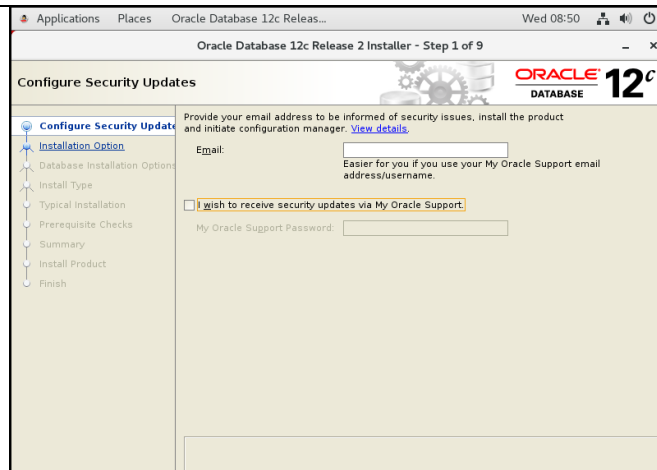 Applications Places Oracle Database 12c Releas... Wed 08:50
Oracle Database 12c Release 2 Installer - Step 1 of 9
Configure Security Updates
ORACLE
DATABASE
12c
Configure Security Update
Installation Option
Database Installation Options
Install Type
Typical Installation
Prerequisite Checks
Summary
Install Product
Finish
Provide your email address to be informed of security issues, install the product
and initiate configuration manager. View details.
Email:
Easier for you if you use your My Oracle Support email
address/username.
I wish to receive security updates via My Oracle Support.
My Oracle Support Password: